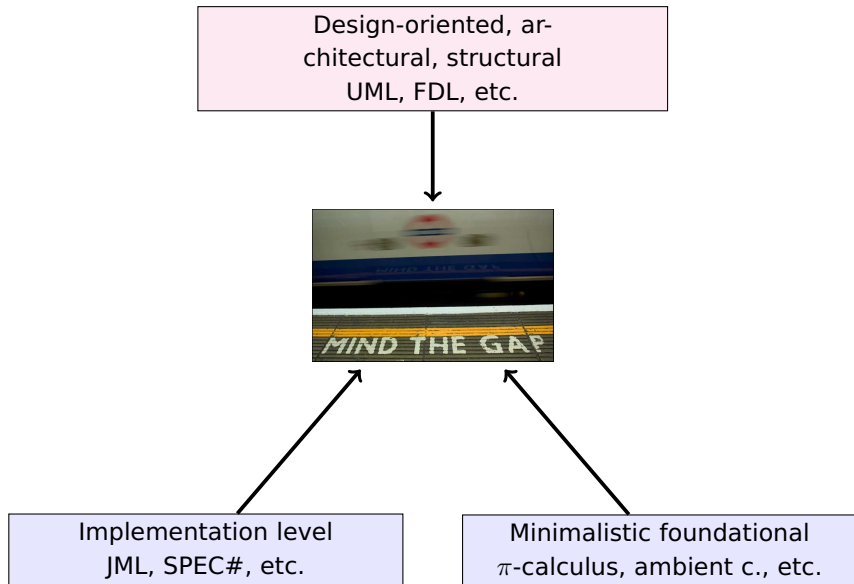 Design-oriented, ar-
chitectural, structural
UML, FDL, etc.
MIND THE GAP
Implementation level
JML, SPEC#, etc.
Minimalistic foundational
π-calculus, ambient c., etc.